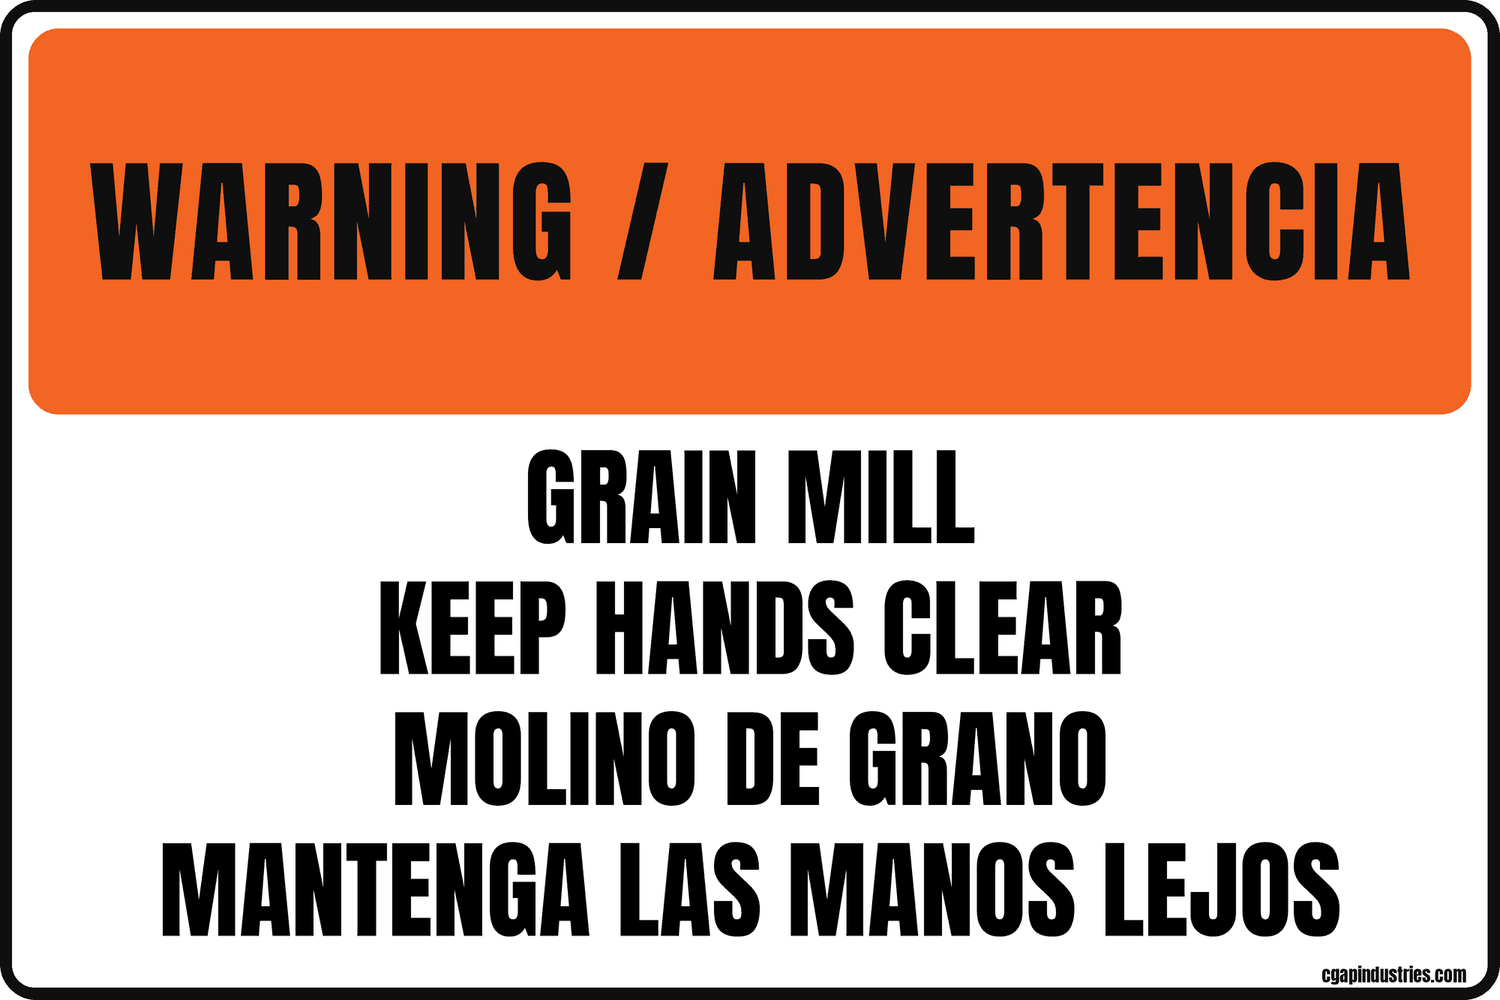 WARNING / ADVERTENCIA
GRAIN MILL
KEEP HANDS CLEAR
MOLINO DE GRANO
MANTENGA LAS MANOS LEJOS
cgapindustries.com